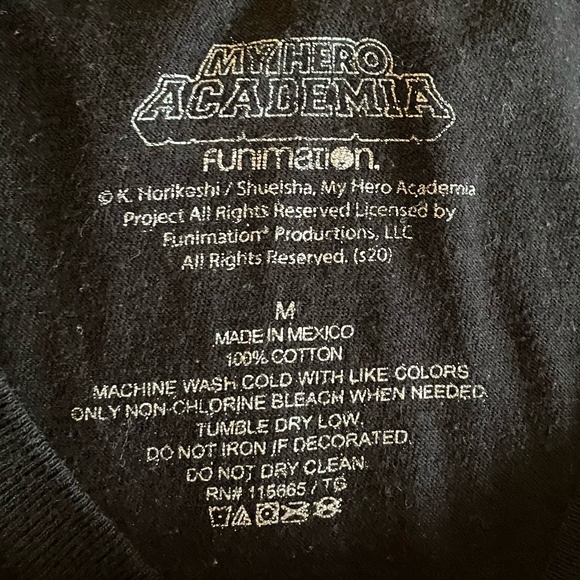 MY HERO
ACADEMIA
FUNIMATION.
© K. Horikoshi / Shueisha, My Hero Academia
Project All Rights Reserved Licensed by
Funimation® Productions, LLC
All Rights Reserved. (s20)
M
MADE IN MEXICO
100% COTTON
MACHINE WASH COLD WITH LIKE COLORS
ONLY NON-CHLORINE BLEACH WHEN NEEDED.
TUMBLE DRY LOW.
DO NOT IRON IF DECORATED.
DO NOT DRY CLEAN.
RN# 115665 / TG